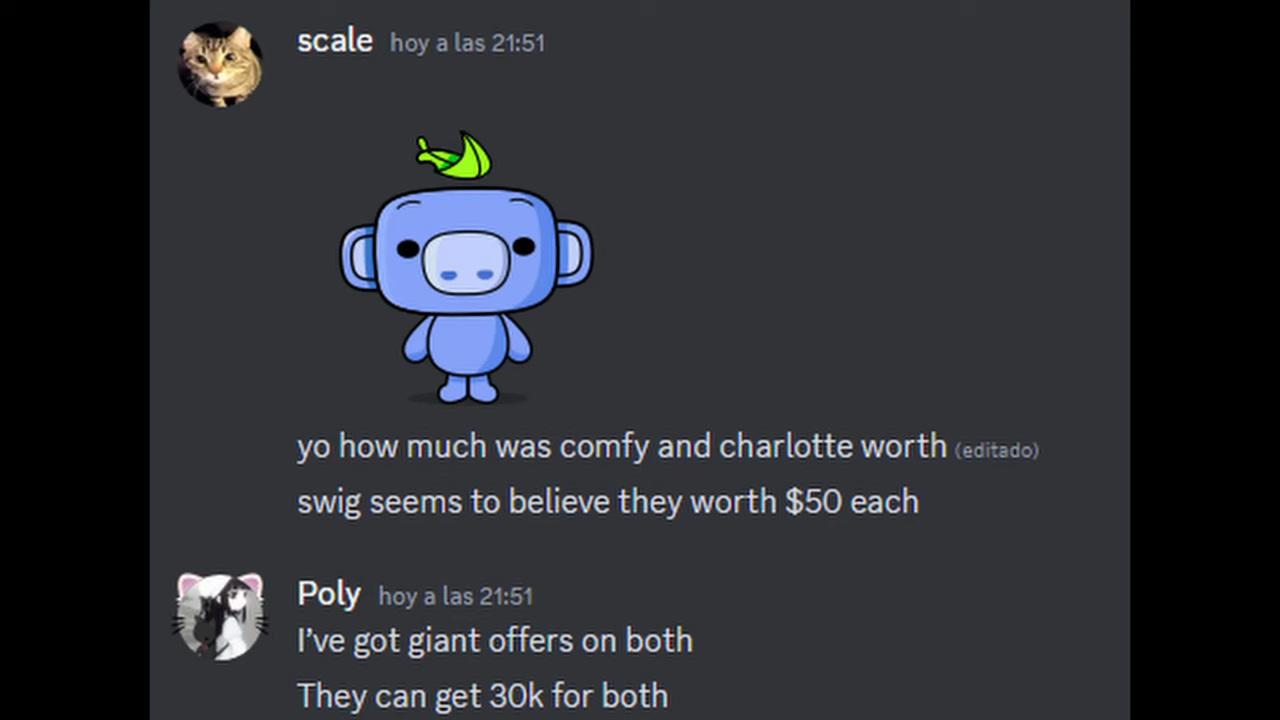 scale hoy a las 21:51
yo how much was comfy and charlotte worth (editado)
swig seems to believe they worth $50 each
Poly hoy a las 21:51
I've got giant offers on both
They can get 30k for both